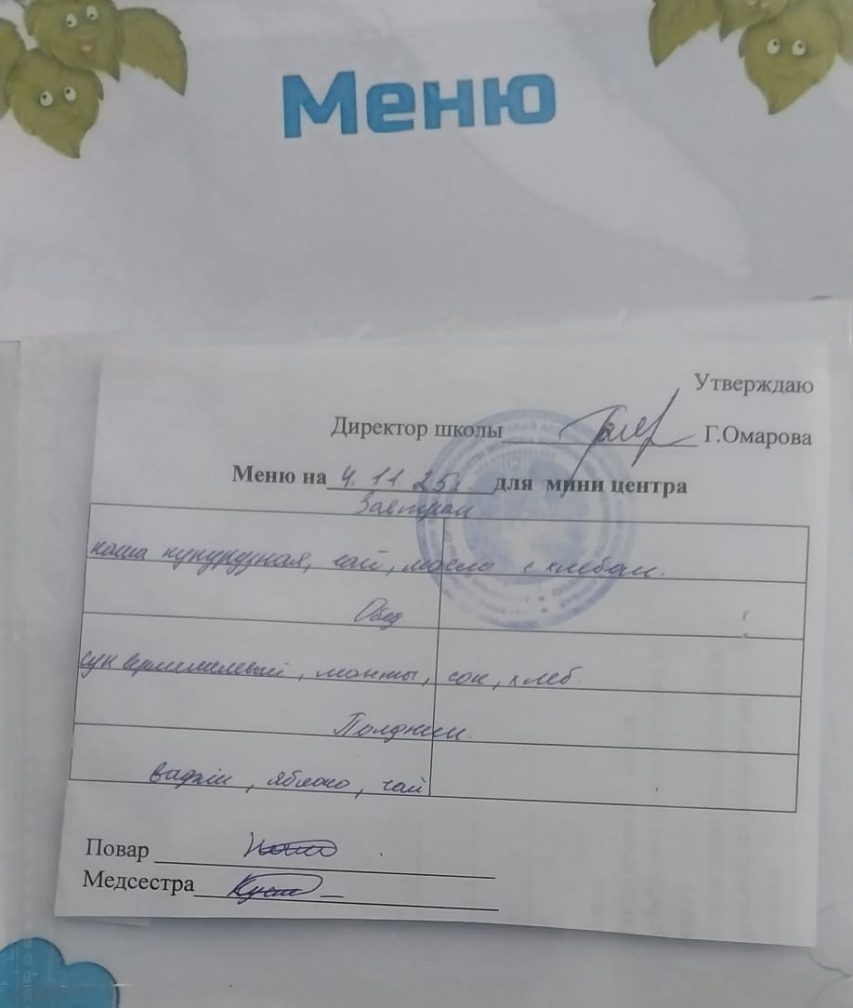 Меню
Утверждаю
Директор школы Г.Омарова
Меню на 4.11.25г. для мини центра
Завтрак
каша кукурузная, чай, масло с хлебом.
Обед
суп вермишелевый, манты, сок, хлеб.
Полдник.
вафли, яблоко, чай
Повар
Медсестра